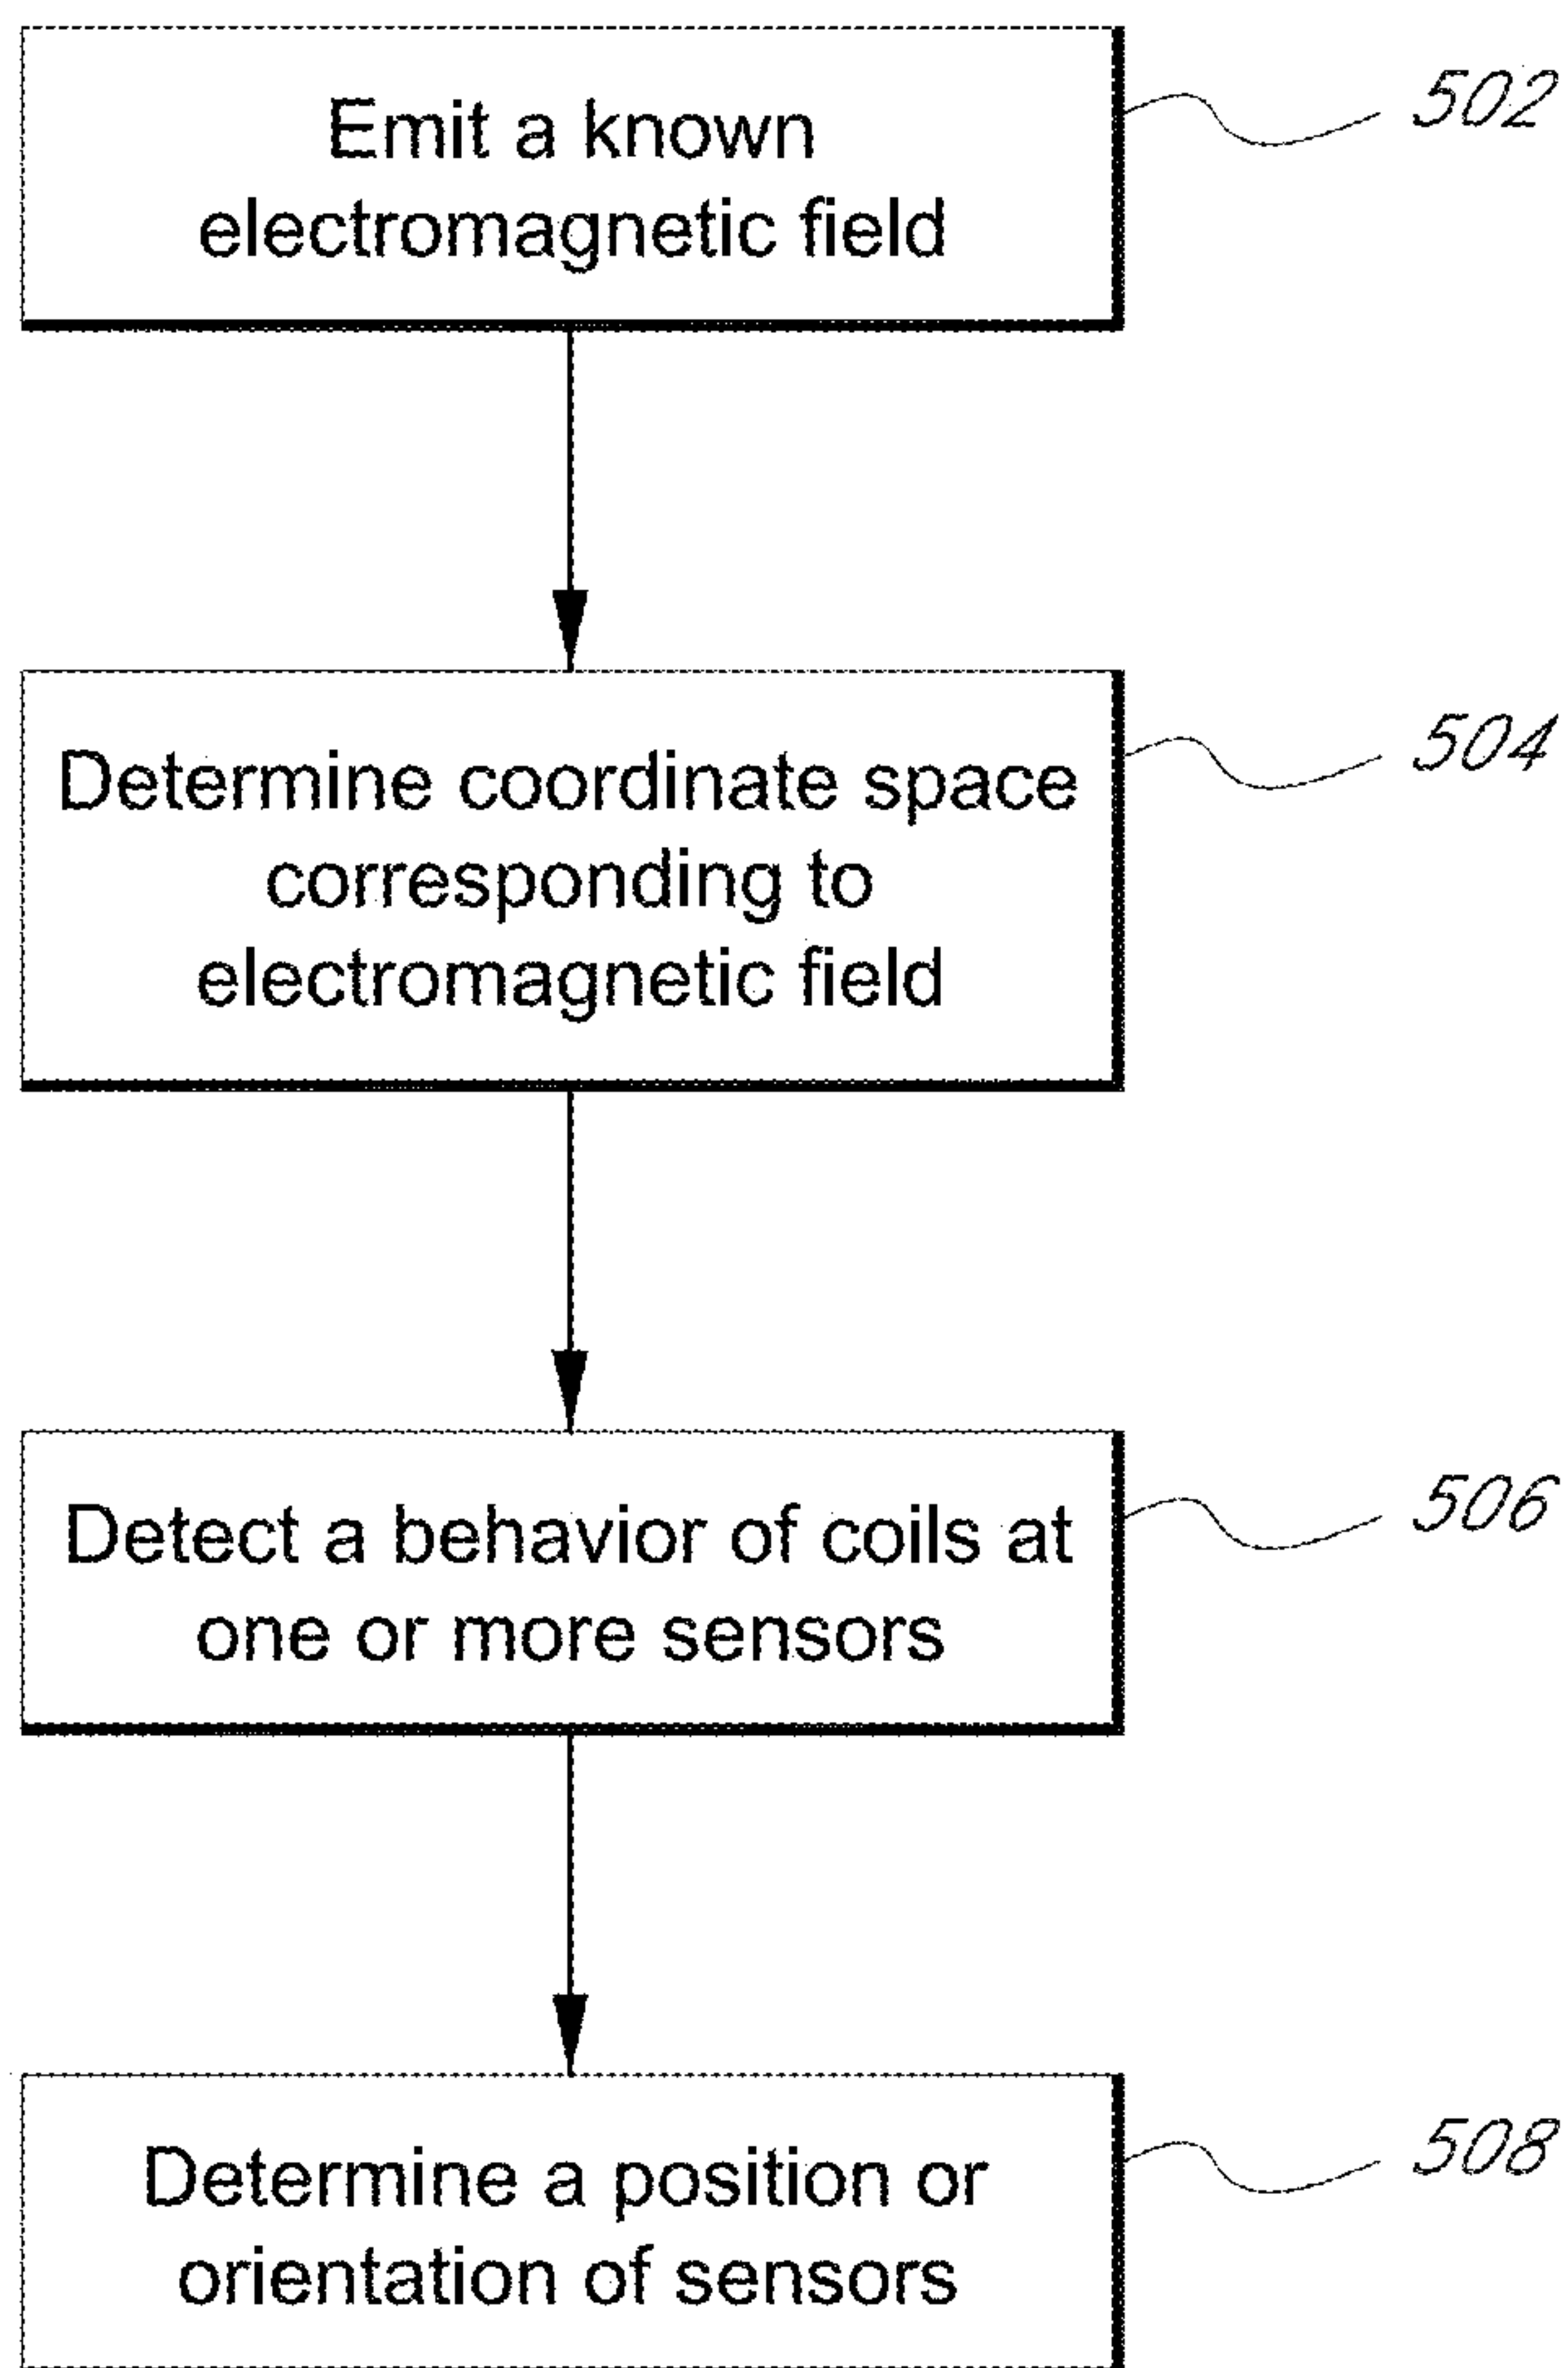 Emit a known
electromagnetic field
502
Determine coordinate space
corresponding to
electromagnetic field
504
Detect a behavior of coils at
one or more sensors
506
Determine a position or
orientation of sensors
508